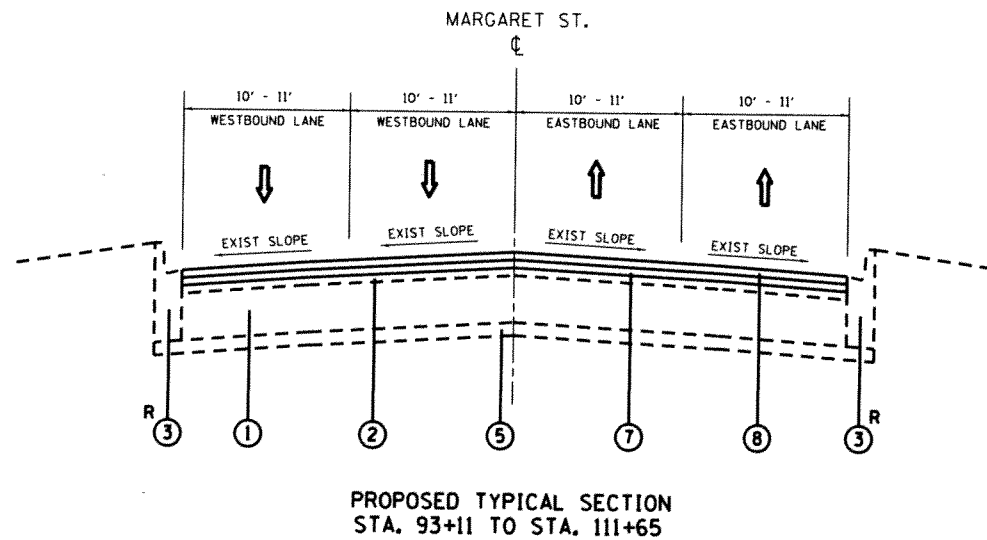 MARGARET ST.
℄
10' - 11' 10' - 11' 10' - 11' 10' - 11'
WESTBOUND LANE WESTBOUND LANE EASTBOUND LANE EASTBOUND LANE
EXIST SLOPE EXIST SLOPE EXIST SLOPE EXIST SLOPE
R 3 1 2 5 7 8 3 R
PROPOSED TYPICAL SECTION
STA. 93+11 TO STA. 111+65